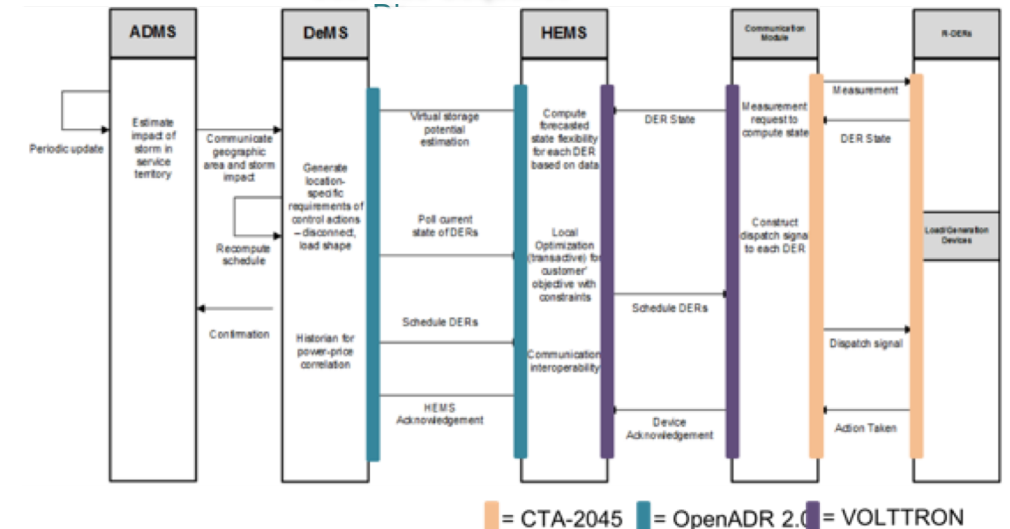 ADMS
DeMS
HEMS
Communication
Module
R-DERs
Periodic update
Estimate
impact of
storm in
service
territory
Communicate
geographic
area and storm
impact
Recompute
schedule
Confirmation
Generate
location-
specific
requirements of
control actions
– disconnect,
load shape
Historian for
power-price
correlation
Virtual storage
potential
estimation
Poll current
state of DERs
Schedule DERs
HEMS
Acknowledgement
Compute
forecasted
state flexibility
for each DER
based on data
Local
Optimization
(transactive) for
customer'
objective with
constraints
Communication
interoperability
DER State
Schedule DERs
Device
Acknowledgement
Measurement
request to
compute state
Construct
dispatch signal
to each DER
Measurement
DER State
Dispatch signal
Action Taken
Load/Generation
Devices
= CTA-2045 = OpenADR 2.0 = VOLTTRON